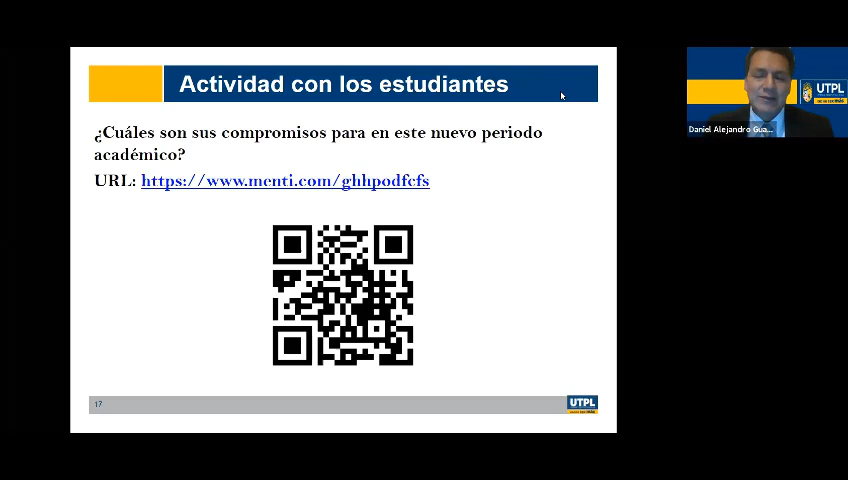 Actividad con los estudiantes
¿Cuáles son sus compromisos para en este nuevo periodo
académico?
URL: https://www.menti.com/ghhpodfcfs
17
UTPL
UTPL
Daniel Alejandro Gua...